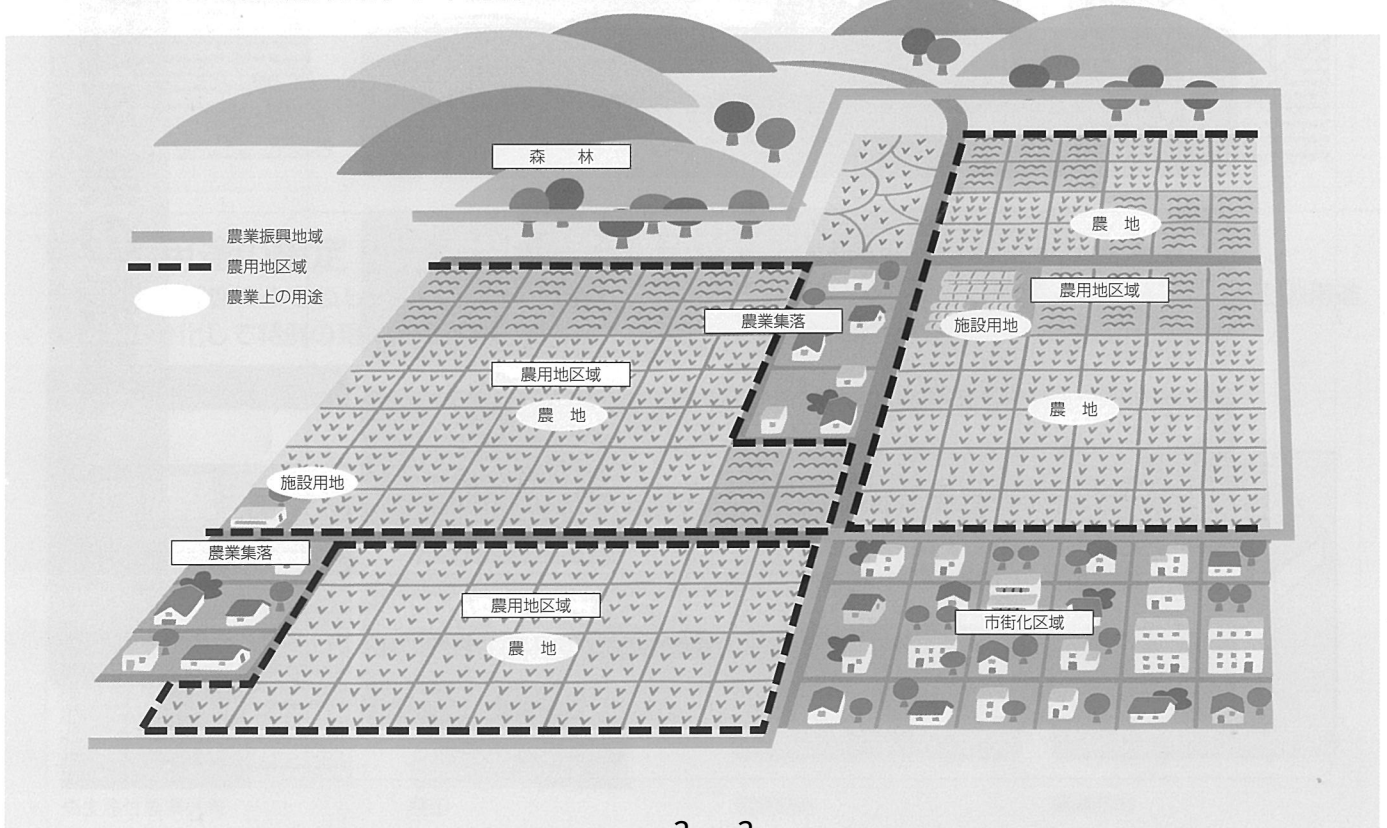 森　林
農業振興地域
農用地区域
農業上の用途
農　地
農用地区域
施設用地
農業集落
農用地区域
農　地
農　地
施設用地
農業集落
農用地区域
農　地
市街化区域